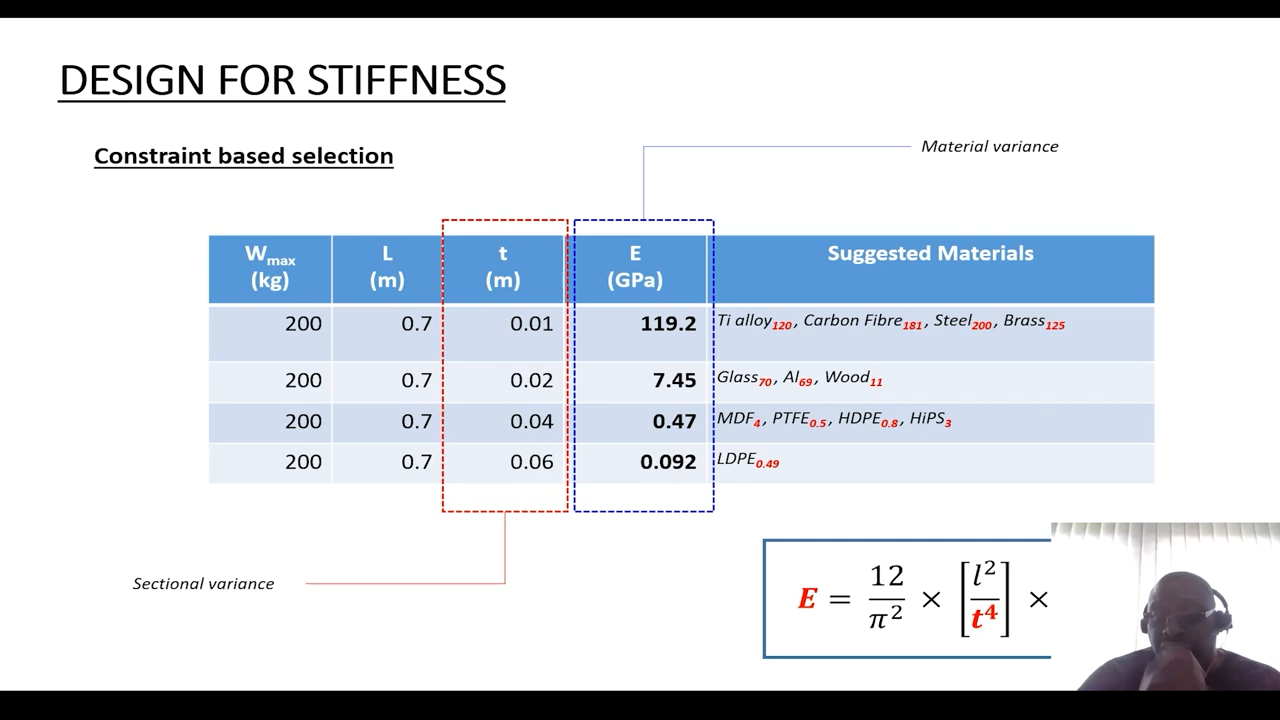 DESIGN FOR STIFFNESS
Constraint based selection
Material variance
Wmax (kg) L (m) t (m) E (GPa) Suggested Materials
200 0.7 0.01 119.2 Ti alloy120, Carbon Fibre181, Steel200, Brass125
200 0.7 0.02 7.45 Glass70, Al69, Wood11
200 0.7 0.04 0.47 MDF4, PTFE0.5, HDPE0.8, HiPS3
200 0.7 0.06 0.092 LDPE0.49
Sectional variance
E = 12/π² × [l²/t⁴] ×